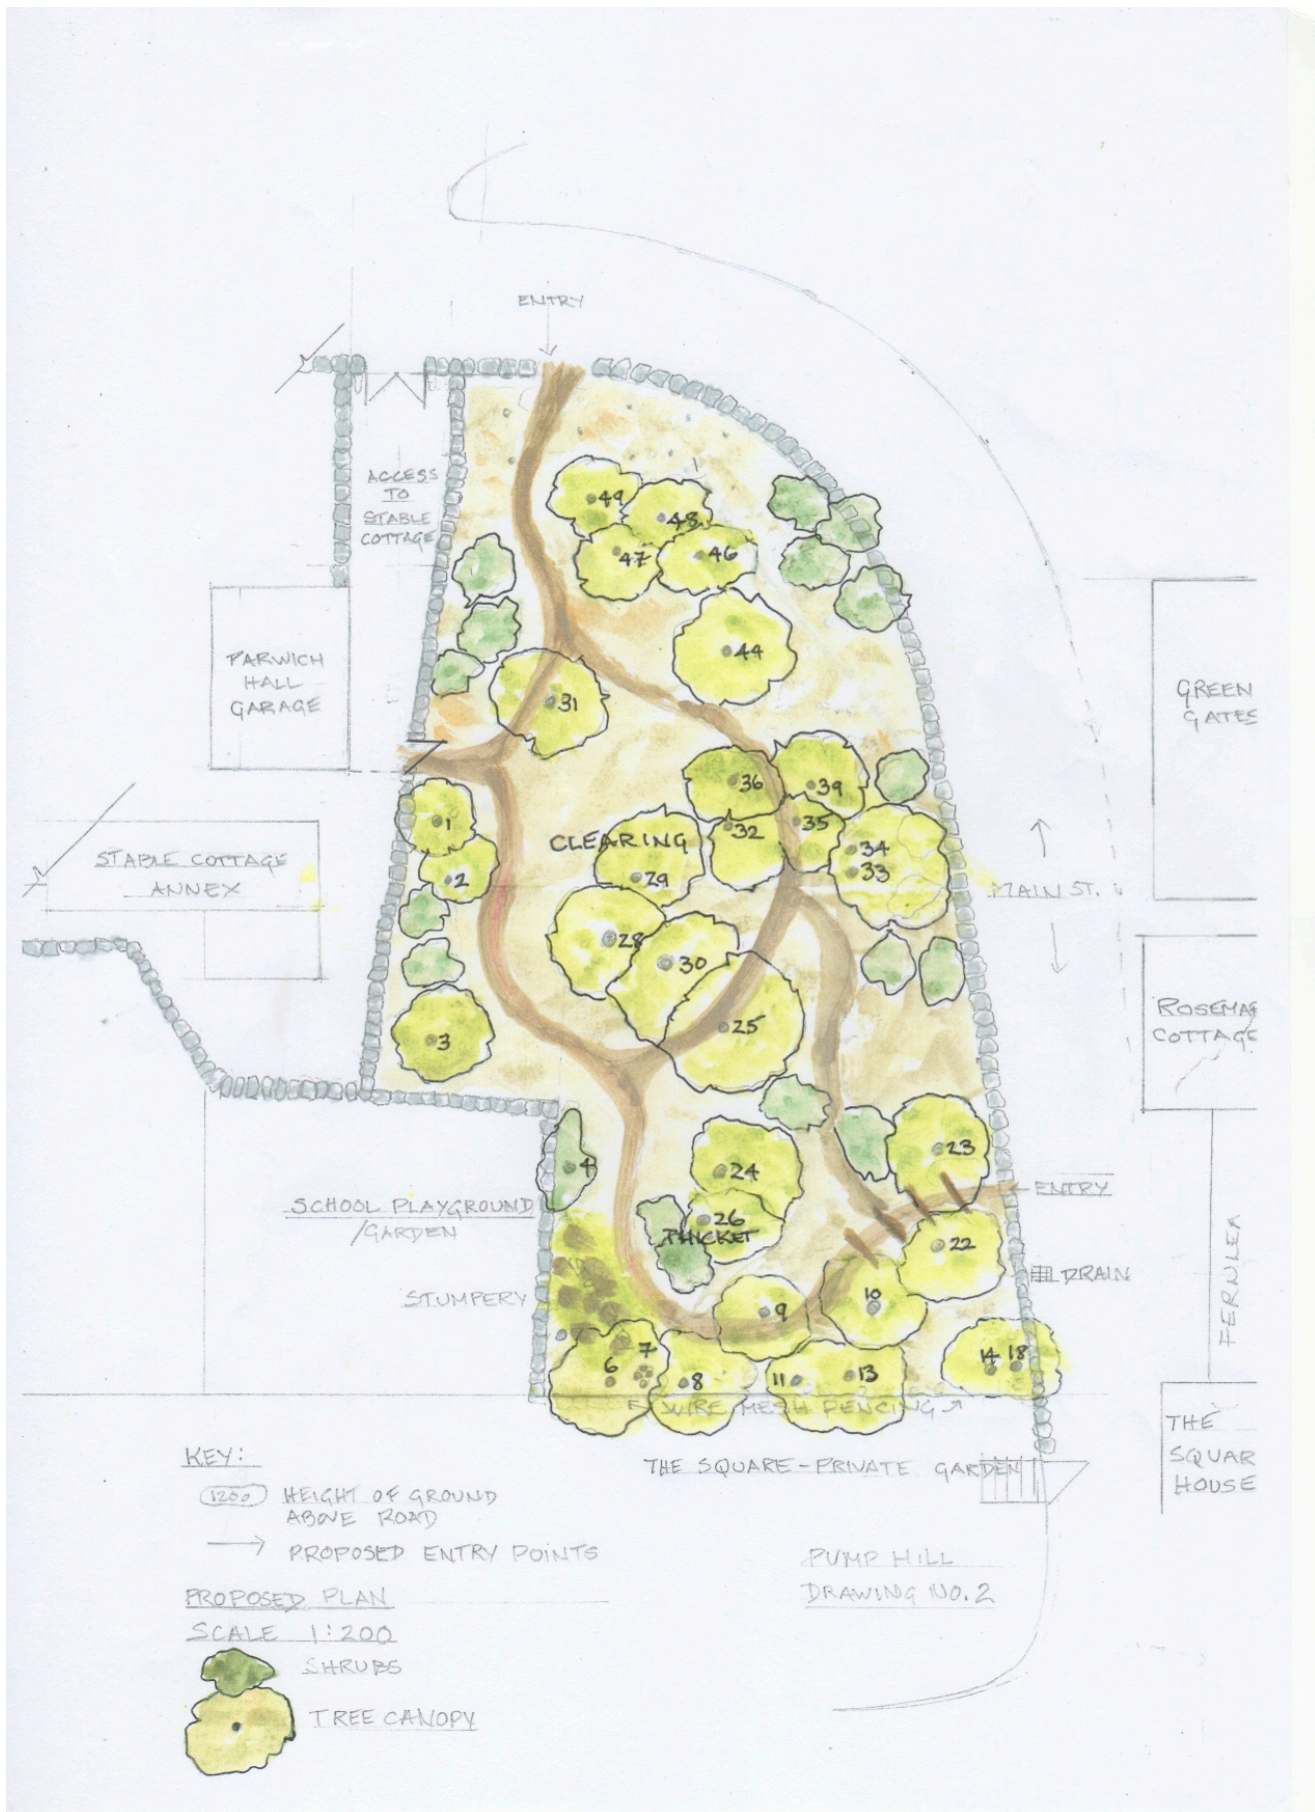 ENTRY
ACCESS
TO
STABLE
COTTAGE
49
48
47
46
PARWICH
HALL
GARAGE
44
31
GREEN
GATES
36
39
1
CLEARING
32
35
34
33
29
2
STABLE COTTAGE
ANNEX
MAIN ST.
28
30
25
3
ROSEMA
COTTAGE
23
4
24
ENTRY
SCHOOL PLAYGROUND
/GARDEN
26
THICKET
22
DRAIN
FERNLEA
STUMPERY
9
10
6
7
8
11
13
14
18
WIRE MESH FENCING
THE
SQUAR
HOUSE
THE SQUARE - PRIVATE GARDEN
KEY:
1200
HEIGHT OF GROUND
ABOVE ROAD
PROPOSED ENTRY POINTS
PUMP HILL
DRAWING NO. 2
PROPOSED PLAN
SCALE 1:200
SHRUBS
TREE CANOPY